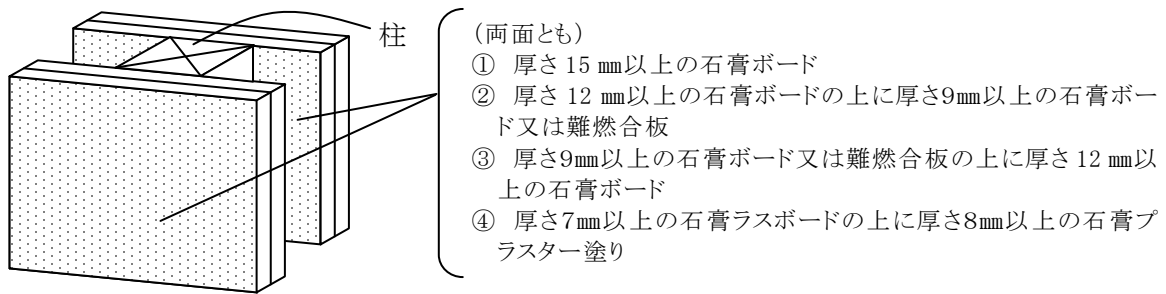 柱
(両面とも)
① 厚さ 15 ㎜以上の石膏ボード
② 厚さ 12 ㎜以上の石膏ボードの上に厚さ9㎜以上の石膏ボー
ド又は難燃合板
③ 厚さ9㎜以上の石膏ボード又は難燃合板の上に厚さ 12 ㎜以
上の石膏ボード
④ 厚さ7㎜以上の石膏ラスボードの上に厚さ8㎜以上の石膏プ
ラスター塗り